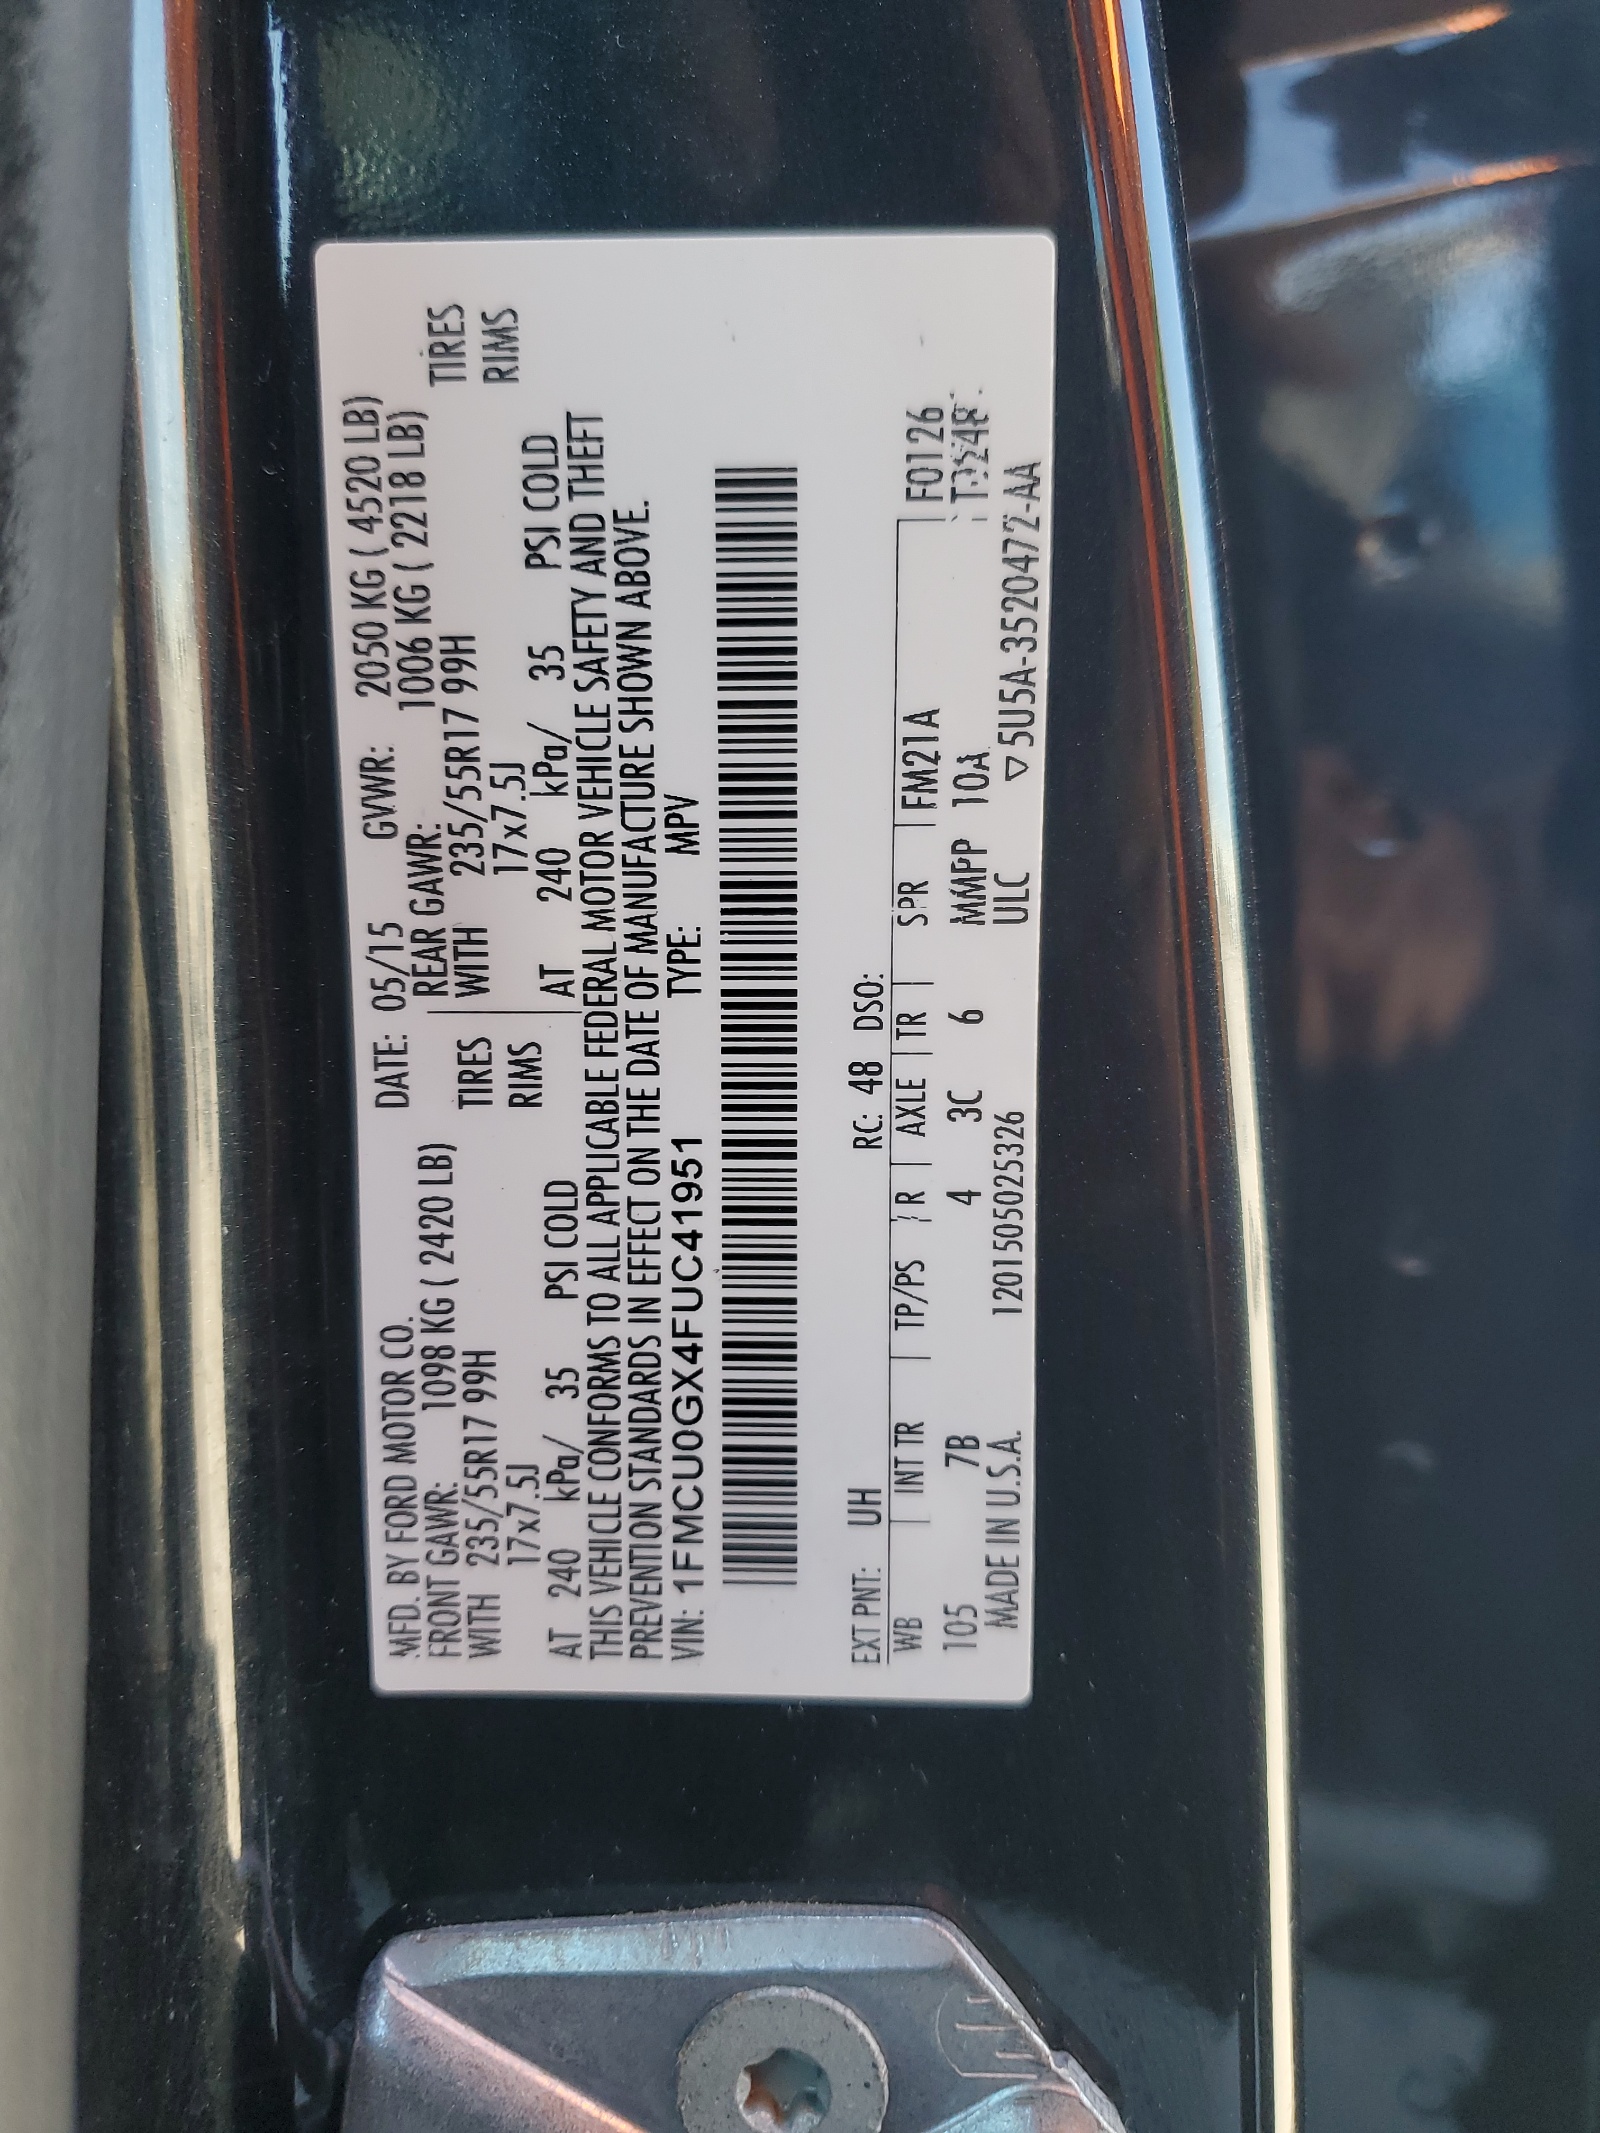 MFD. BY FORD MOTOR CO. DATE: 05/15 GVWR: 2050 KG ( 4520 LB)
FRONT GAWR: 1098 KG ( 2420 LB) REAR GAWR: 1006 KG ( 2218 LB)
WITH 235/55R17 99H TIRES WITH 235/55R17 99H TIRES
17x7.5J RIMS 17x7.5J RIMS
AT 240 kPa/ 35 PSI COLD AT 240 kPa/ 35 PSI COLD
THIS VEHICLE CONFORMS TO ALL APPLICABLE FEDERAL MOTOR VEHICLE SAFETY AND THEFT
PREVENTION STANDARDS IN EFFECT ON THE DATE OF MANUFACTURE SHOWN ABOVE.
VIN: 1FMCU0GX4FUC41951 TYPE: MPV
EXT PNT: UH RC: 48 DSO:
WB INT TR TP/PS R AXLE TR SPR FM21A F0126
105 7B 4 3C 6 MMPP 10A
MADE IN U.S.A. 120150525326 ULC ▽5U5A-3520472-AA